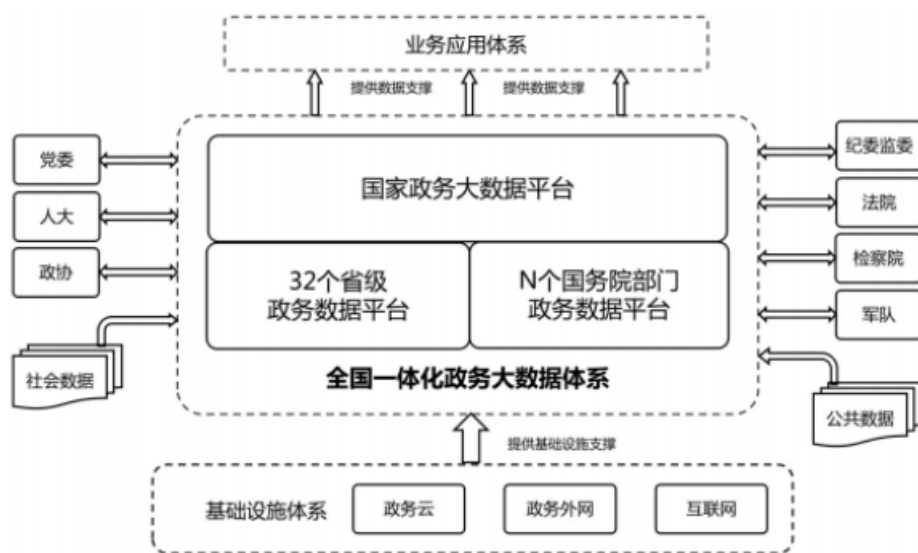 业务应用体系
提供数据支撑
提供数据支撑
党委
人大
政协
社会数据
国家政务大数据平台
32个省级
政务数据平台
N个国务院部门
政务数据平台
全国一体化政务大数据体系
纪委监委
法院
检察院
军队
公共数据
提供基础设施支撑
基础设施体系
政务云
政务外网
互联网